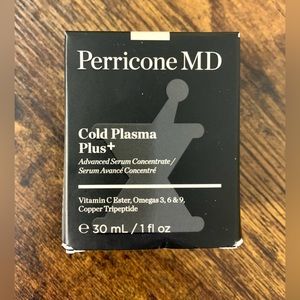 Perricone MD
Cold Plasma
Plus+
Advanced Serum Concentrate/
Serum Avancé Concentré
Vitamin C Ester, Omegas 3, 6 & 9,
Copper Tripeptide
℮ 30 mL / 1 fl oz